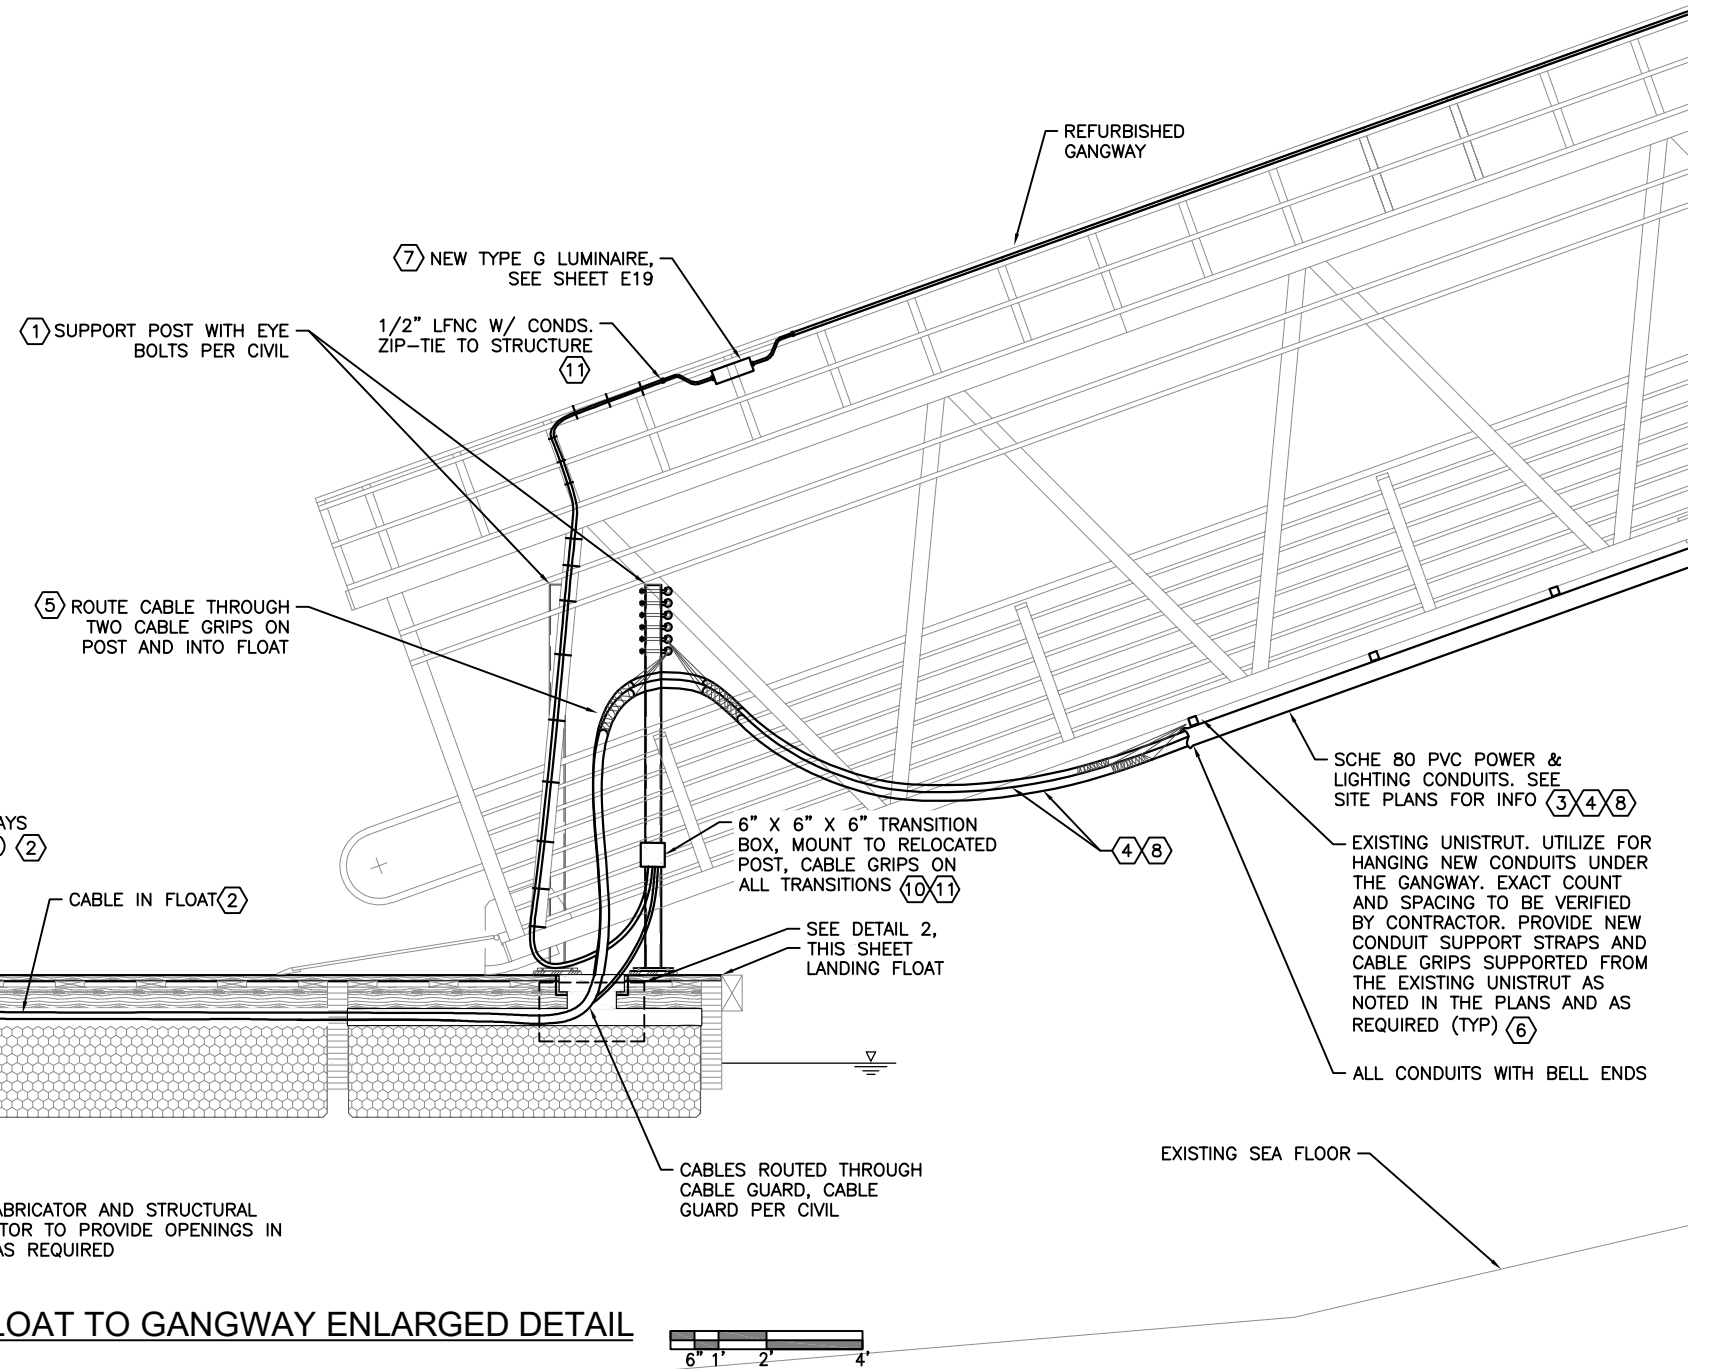 REFURBISHED
GANGWAY
7 NEW TYPE G LUMINAIRE,
SEE SHEET E19
1 SUPPORT POST WITH EYE
BOLTS PER CIVIL
1/2” LFNC W/ CONDS.
ZIP-TIE TO STRUCTURE
11
5 ROUTE CABLE THROUGH
TWO CABLE GRIPS ON
POST AND INTO FLOAT
SCHE 80 PVC POWER &
LIGHTING CONDUITS. SEE
SITE PLANS FOR INFO 3 4 8
2
6” X 6” X 6” TRANSITION
BOX, MOUNT TO RELOCATED
POST, CABLE GRIPS ON
ALL TRANSITIONS 10 11
4 8
EXISTING UNISTRUT. UTILIZE FOR
HANGING NEW CONDUITS UNDER
THE GANGWAY. EXACT COUNT
AND SPACING TO BE VERIFIED
BY CONTRACTOR. PROVIDE NEW
CONDUIT SUPPORT STRAPS AND
CABLE GRIPS SUPPORTED FROM
THE EXISTING UNISTRUT AS
NOTED IN THE PLANS AND AS
REQUIRED (TYP) 6
CABLE IN FLOAT 2
SEE DETAIL 2,
THIS SHEET
LANDING FLOAT
ALL CONDUITS WITH BELL ENDS
CABLES ROUTED THROUGH
CABLE GUARD, CABLE
GUARD PER CIVIL
EXISTING SEA FLOOR
ABRICATOR AND STRUCTURAL
TOR TO PROVIDE OPENINGS IN
AS REQUIRED
LOAT TO GANGWAY ENLARGED DETAIL
6” 1’ 2’ 4’